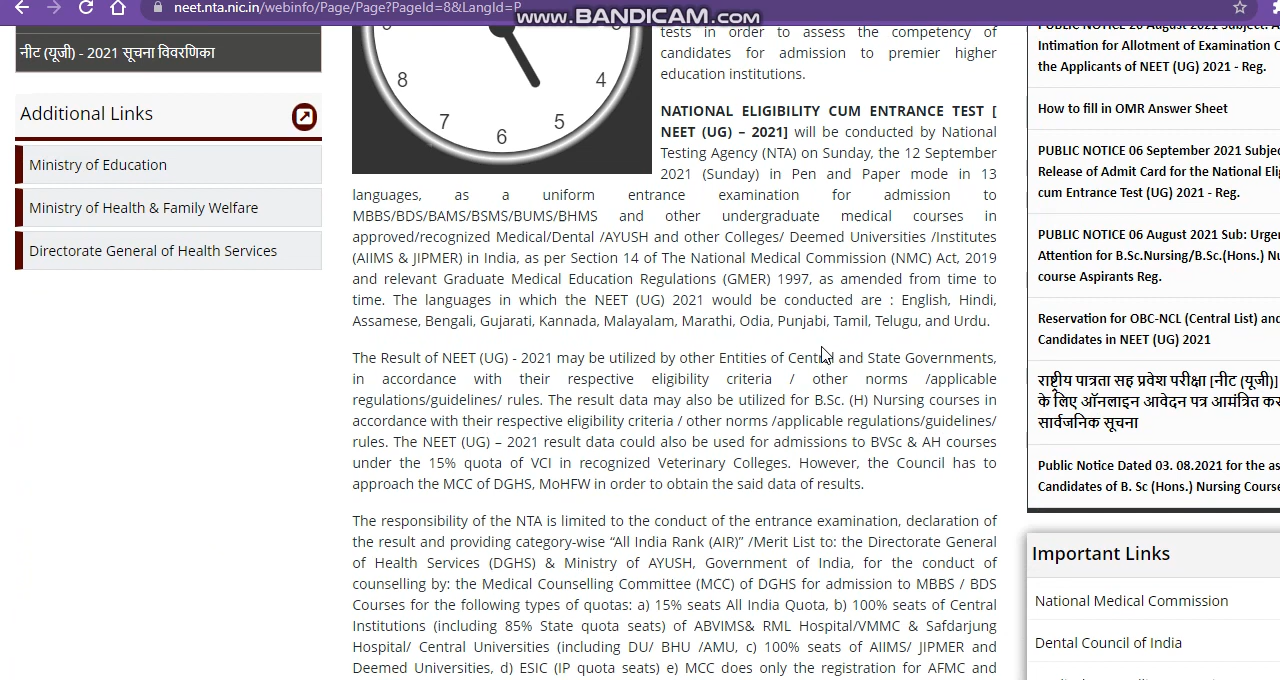 neet.nta.nic.in/webinfo/Page/Page?PageId=8&LangId=P
www.BANDICAM.com
नीट (यूजी) - 2021 सूचना विवरणिका
Additional Links
Ministry of Education
Ministry of Health & Family Welfare
Directorate General of Health Services
8
4
7
5
6
tests in order to assess the competency of
candidates for admission to premier higher
education institutions.
NATIONAL ELIGIBILITY CUM ENTRANCE TEST [
NEET (UG) – 2021] will be conducted by National
Testing Agency (NTA) on Sunday, the 12 September
2021 (Sunday) in Pen and Paper mode in 13
languages, as a uniform entrance examination for admission to
MBBS/BDS/BAMS/BSMS/BUMS/BHMS and other undergraduate medical courses in
approved/recognized Medical/Dental /AYUSH and other Colleges/ Deemed Universities /Institutes
(AIIMS & JIPMER) in India, as per Section 14 of The National Medical Commission (NMC) Act, 2019
and relevant Graduate Medical Education Regulations (GMER) 1997, as amended from time to
time. The languages in which the NEET (UG) 2021 would be conducted are : English, Hindi,
Assamese, Bengali, Gujarati, Kannada, Malayalam, Marathi, Odia, Punjabi, Tamil, Telugu, and Urdu.
The Result of NEET (UG) - 2021 may be utilized by other Entities of Central and State Governments,
in accordance with their respective eligibility criteria / other norms /applicable
regulations/guidelines/ rules. The result data may also be utilized for B.Sc. (H) Nursing courses in
accordance with their respective eligibility criteria / other norms /applicable regulations/guidelines/
rules. The NEET (UG) – 2021 result data could also be used for admissions to BVSc & AH courses
under the 15% quota of VCI in recognized Veterinary Colleges. However, the Council has to
approach the MCC of DGHS, MoHFW in order to obtain the said data of results.
The responsibility of the NTA is limited to the conduct of the entrance examination, declaration of
the result and providing category-wise “All India Rank (AIR)” /Merit List to: the Directorate General
of Health Services (DGHS) & Ministry of AYUSH, Government of India, for the conduct of
counselling by: the Medical Counselling Committee (MCC) of DGHS for admission to MBBS / BDS
Courses for the following types of quotas: a) 15% seats All India Quota, b) 100% seats of Central
Institutions (including 85% State quota seats) of ABVIMS& RML Hospital/VMMC & Safdarjung
Hospital/ Central Universities (including DU/ BHU /AMU, c) 100% seats of AIIMS/ JIPMER and
Deemed Universities, d) ESIC (IP quota seats) e) MCC does only the registration for AFMC and
PUBLIC NOTICE 20 August 2021 Subject: A
Intimation for Allotment of Examination C
the Applicants of NEET (UG) 2021 - Reg.
How to fill in OMR Answer Sheet
PUBLIC NOTICE 06 September 2021 Subjec
Release of Admit Card for the National Elig
cum Entrance Test (UG) 2021 - Reg.
PUBLIC NOTICE 06 August 2021 Sub: Urge
Attention for B.Sc.Nursing/B.Sc.(Hons.) Nu
course Aspirants Reg.
Reservation for OBC-NCL (Central List) and
Candidates in NEET (UG) 2021
राष्ट्रीय पात्रता सह प्रवेश परीक्षा [नीट (यूजी)]
के लिए ऑनलाइन आवेदन पत्र आमंत्रित कर
सार्वजनिक सूचना
Public Notice Dated 03. 08.2021 for the as
Candidates of B. Sc (Hons.) Nursing Course
Important Links
National Medical Commission
Dental Council of India